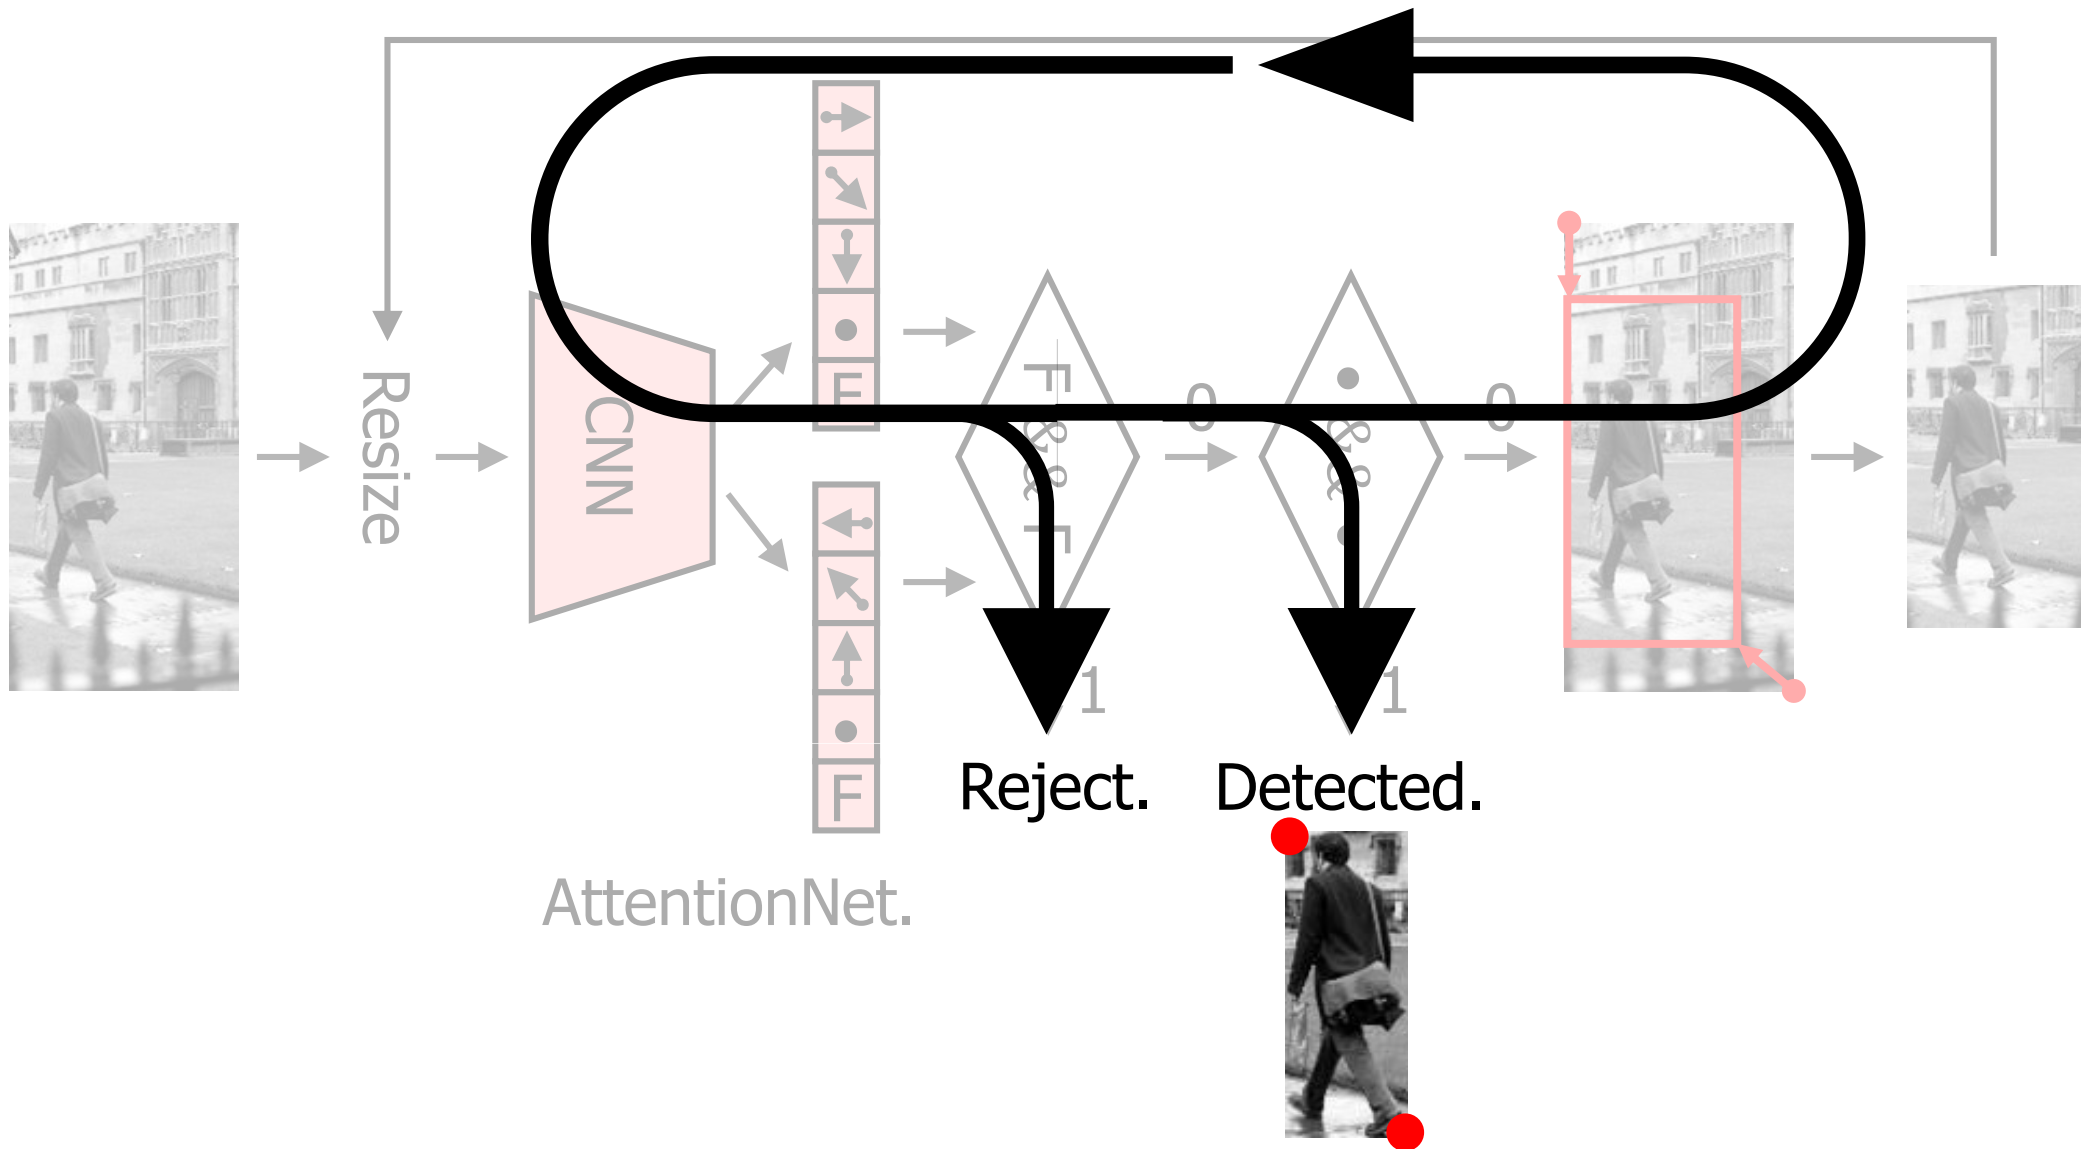 Resize
CNN
F
F
F && F
0
1
• && •
0
1
Reject.
Detected.
AttentionNet.